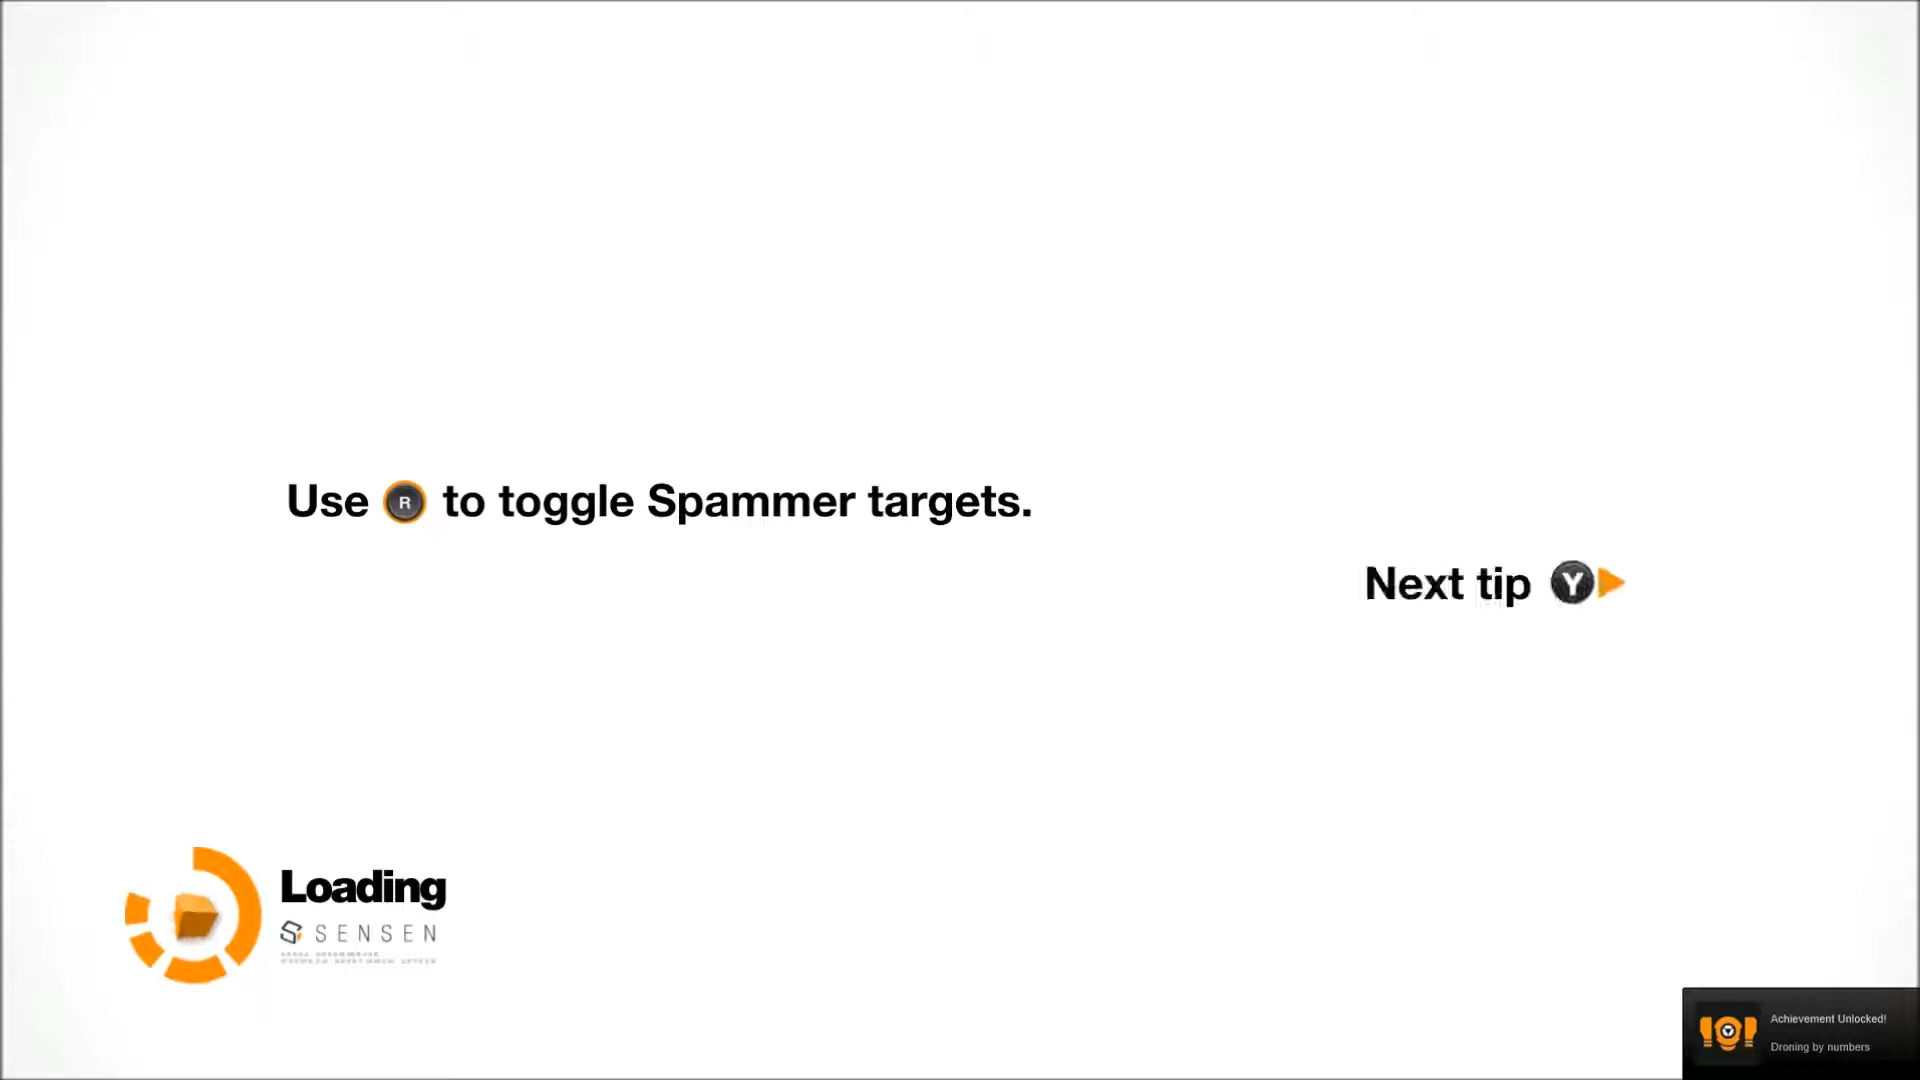 Use R to toggle Spammer targets.
Next tip Y
Loading
SENSEN
Achievement Unlocked!
Droning by numbers